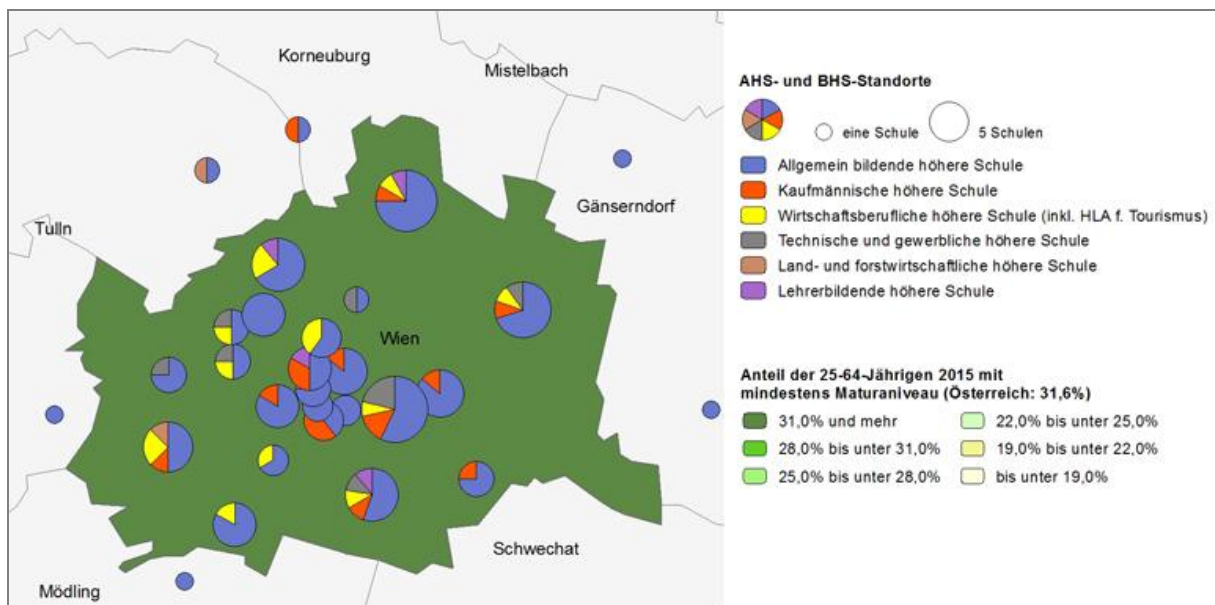 Korneuburg
Mistelbach
Gänserndorf
Tulln
Wien
Schwechat
Mödling
AHS- und BHS-Standorte
eine Schule
5 Schulen
Allgemein bildende höhere Schule
Kaufmännische höhere Schule
Wirtschaftsberufliche höhere Schule (inkl. HLA f. Tourismus)
Technische und gewerbliche höhere Schule
Land- und forstwirtschaftliche höhere Schule
Lehrerbildende höhere Schule
Anteil der 25-64-Jährigen 2015 mit
mindestens Maturaniveau (Österreich: 31,6%)
31,0% und mehr
22,0% bis unter 25,0%
28,0% bis unter 31,0%
19,0% bis unter 22,0%
25,0% bis unter 28,0%
bis unter 19,0%